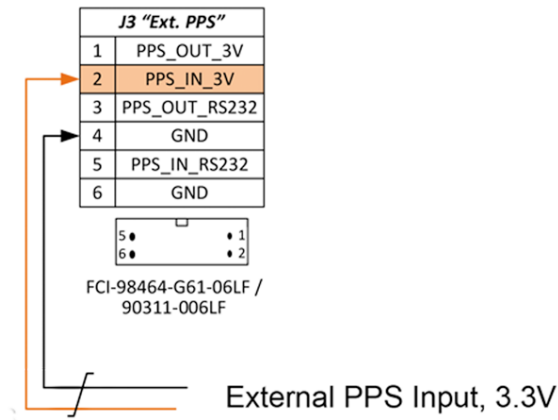 J3 "Ext. PPS"
1 PPS_OUT_3V
2 PPS_IN_3V
3 PPS_OUT_RS232
4 GND
5 PPS_IN_RS232
6 GND
5 1
6 2
FCI-98464-G61-06LF /
90311-006LF
External PPS Input, 3.3V